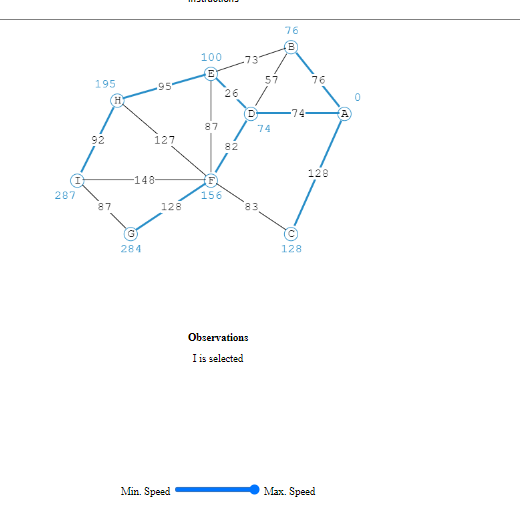 Instructions
76
B
100
73
E
57
76
195
95
26
0
H
D
74
A
74
87
92
127
82
128
I
148
F
287
156
87
128
83
G
C
284
128
Observations
I is selected
Min. Speed Max. Speed